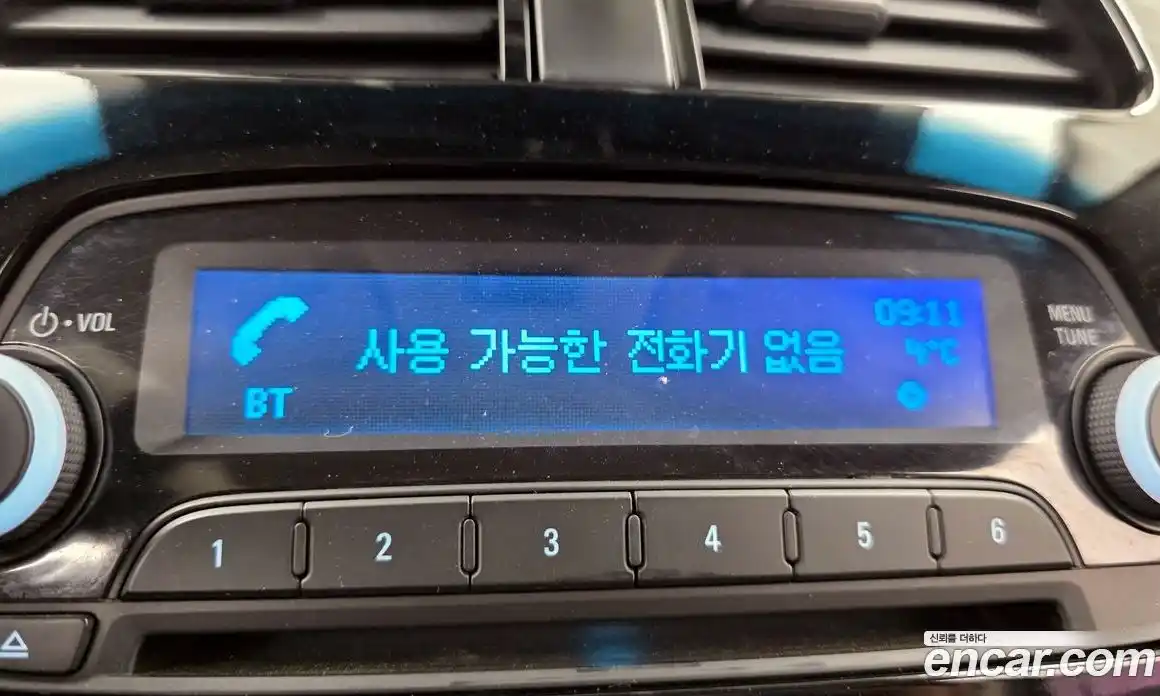 VOL
MENU
TUNE
사용 가능한 전화기 없음
09:11
4°C
BT
1 2 3 4 5 6
신뢰를 더하다
encar.com